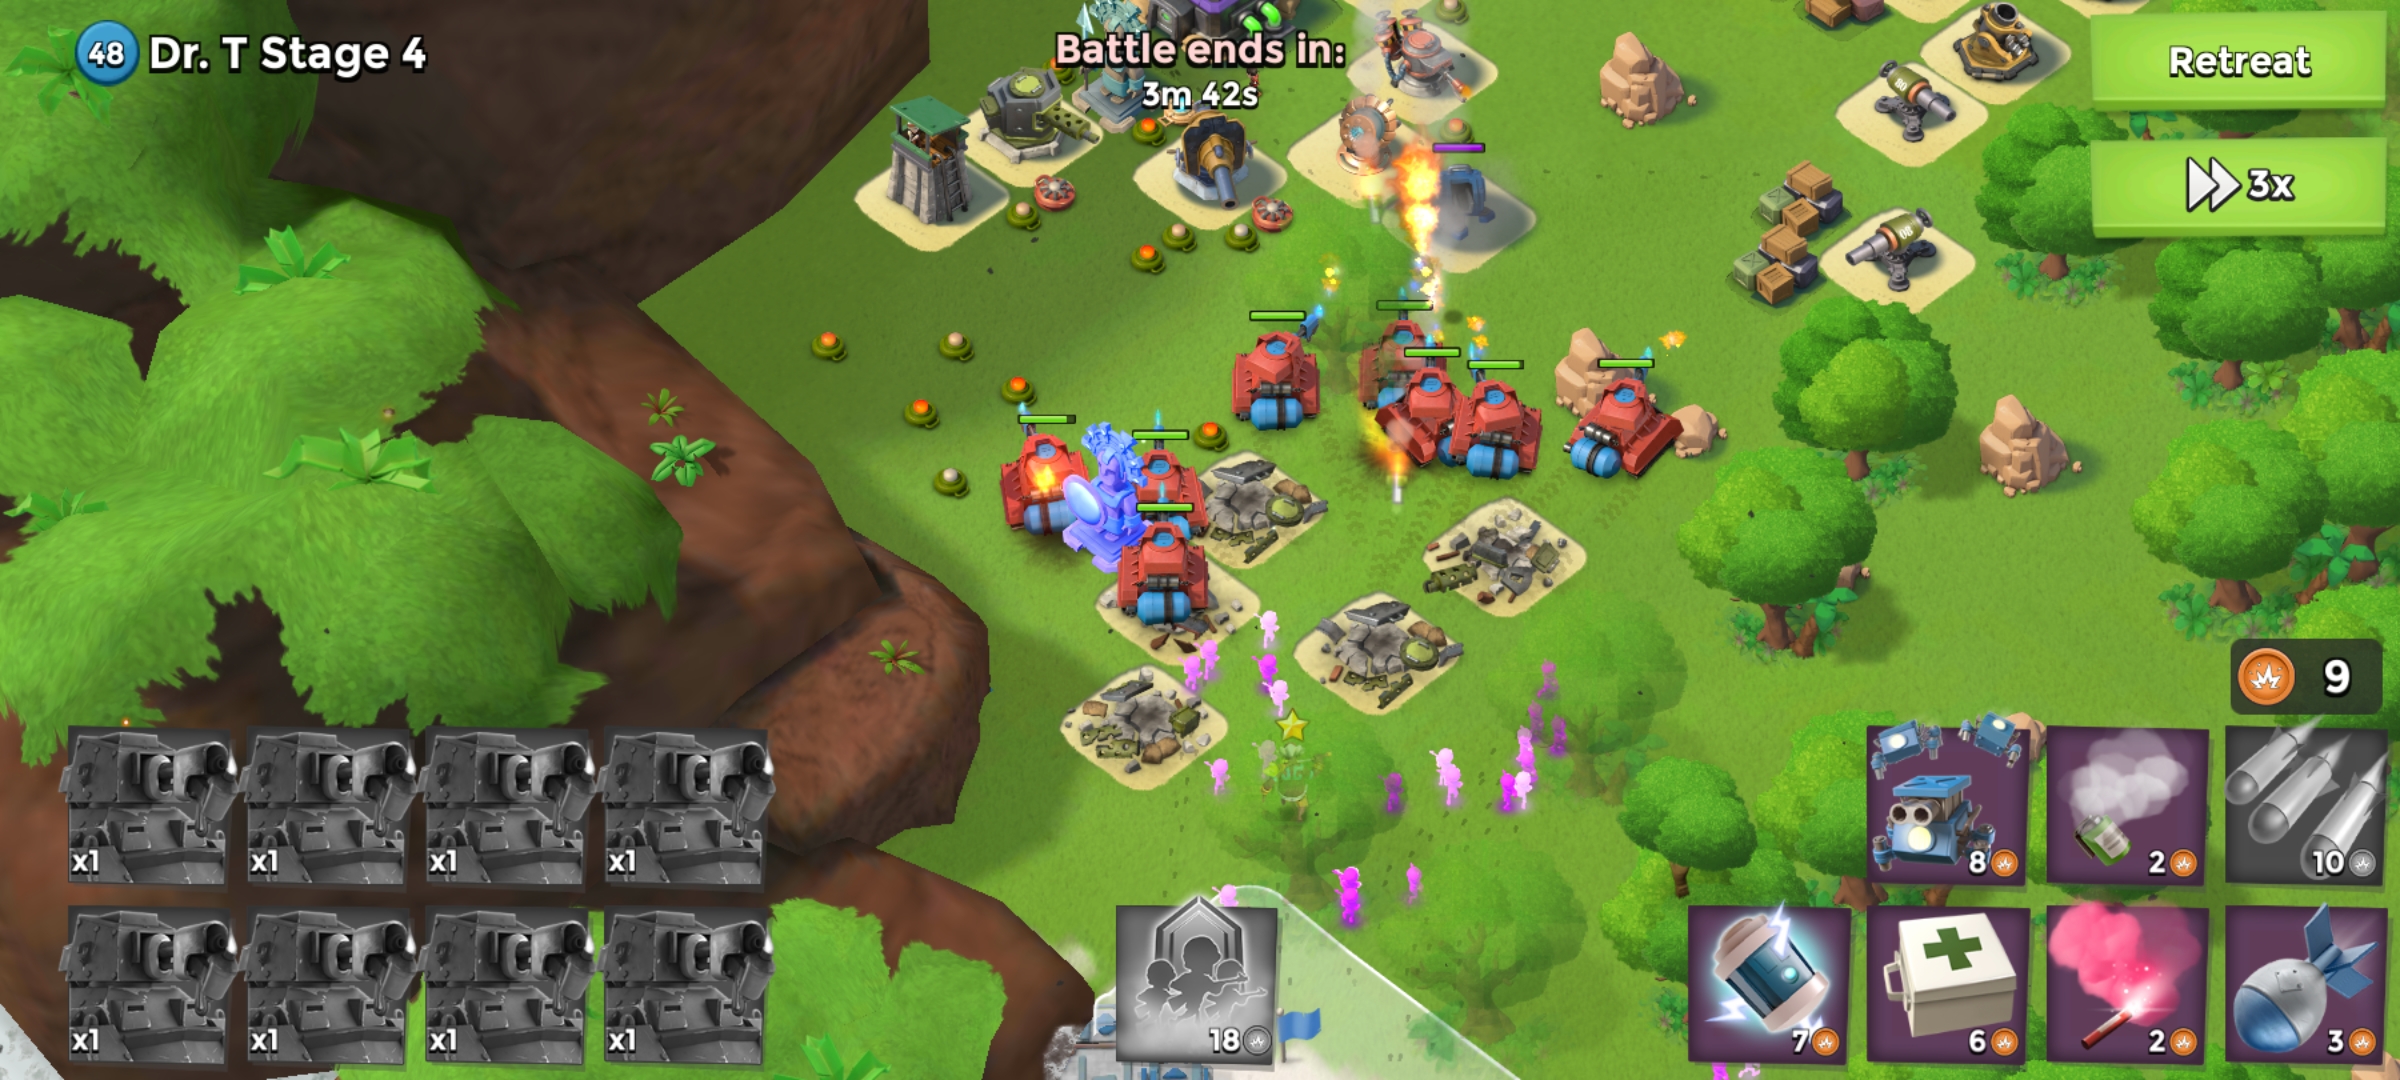 48 Dr. T Stage 4
Battle ends in:
3m 42s
Retreat
3x
9
x1
x1
x1
x1
8
2
10
x1
x1
x1
x1
18
7
6
2
3